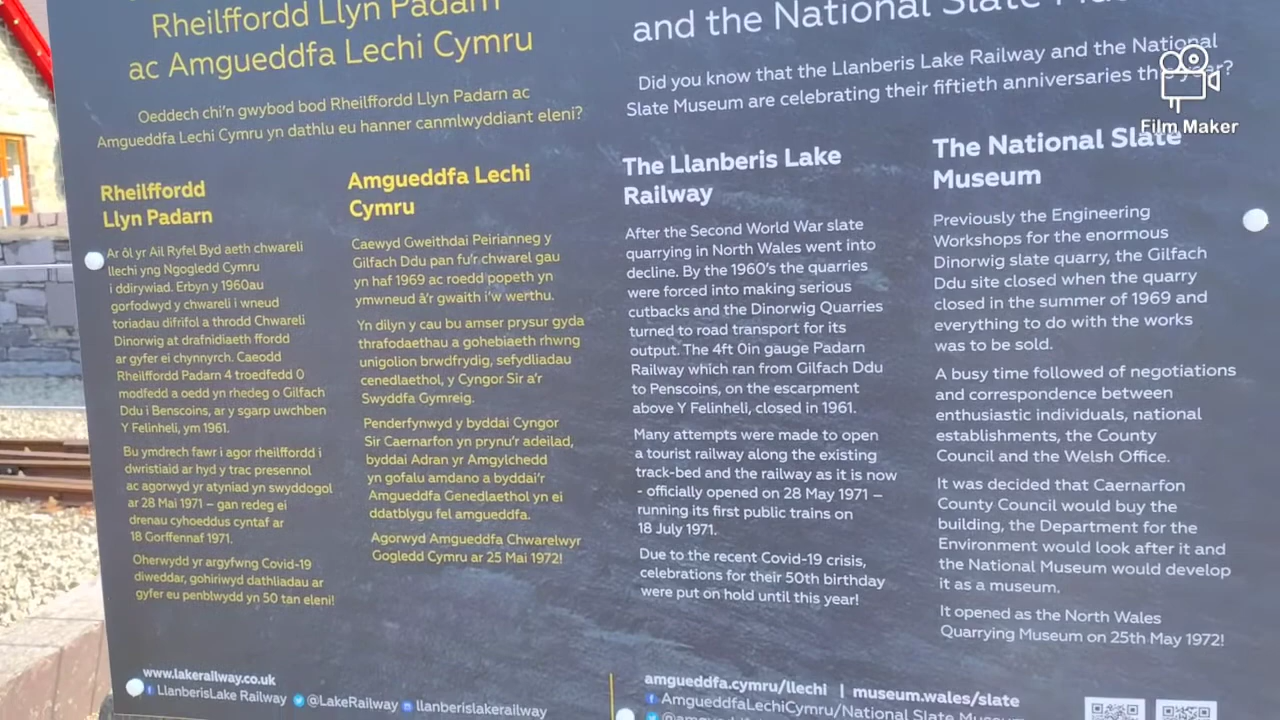 Rheilffordd Llyn Padarn
ac Amgueddfa Lechi Cymru
Oeddech chi'n gwybod bod Rheilffordd Llyn Padarn ac
Amgueddfa Lechi Cymru yn dathlu eu hanner canmlwyddiant eleni?
Rheilffordd
Llyn Padarn
Ar ôl yr Ail Ryfel Byd aeth chwareli
llechi yng Ngogledd Cymru
i ddirywiad. Erbyn y 1960au
gorfodwyd y chwareli i wneud
toriadau difrifol a throdd Chwareli
Dinorwig at drafnidiaeth ffordd
ar gyfer ei chynnyrch. Caeodd
Rheilffordd Padarn 4 troedfedd 0
modfedd a oedd yn rhedeg o Gilfach
Ddu i Benscoins, ar y sgarp uwchben
Y Felinheli, ym 1961.
Bu ymdrech fawr i agor rheilffordd i
dwristiaid ar hyd y trac presennol
ac agorwyd yr atyniad yn swyddogol
ar 28 Mai 1971 – gan redeg ei
drenau cyhoeddus cyntaf ar
18 Gorffennaf 1971.
Oherwydd yr argyfwng Covid-19
diweddar, gohiriwyd dathliadau ar
gyfer eu penblwydd yn 50 tan eleni!
Amgueddfa Lechi
Cymru
Caewyd Gweithdai Peirianneg y
Gilfach Ddu pan fu'r chwarel gau
yn haf 1969 ac roedd popeth yn
ymwneud â'r gwaith i'w werthu.
Yn dilyn y cau bu amser prysur gyda
thrafodaethau a gohebiaeth rhwng
unigolion brwdfrydig, sefydliadau
cenedlaethol, y Cyngor Sir a'r
Swyddfa Gymreig.
Penderfynwyd y byddai Cyngor
Sir Caernarfon yn prynu'r adeilad,
byddai Adran yr Amgylchedd
yn gofalu amdano a byddai'r
Amgueddfa Genedlaethol yn ei
ddatblygu fel amgueddfa.
Agorwyd Amgueddfa Chwarelwyr
Gogledd Cymru ar 25 Mai 1972!
www.lakerailway.co.uk
LlanberisLake Railway @LakeRailway llanberislakerailway
and the National Slate
Did you know that the Llanberis Lake Railway and the National
Slate Museum are celebrating their fiftieth anniversaries this year?
The Llanberis Lake
Railway
After the Second World War slate
quarrying in North Wales went into
decline. By the 1960's the quarries
were forced into making serious
cutbacks and the Dinorwig Quarries
turned to road transport for its
output. The 4ft 0in gauge Padarn
Railway which ran from Gilfach Ddu
to Penscoins, on the escarpment
above Y Felinheli, closed in 1961.
Many attempts were made to open
a tourist railway along the existing
track-bed and the railway as it is now
- officially opened on 28 May 1971 –
running its first public trains on
18 July 1971.
Due to the recent Covid-19 crisis,
celebrations for their 50th birthday
were put on hold until this year!
The National Slate
Museum
Previously the Engineering
Workshops for the enormous
Dinorwig slate quarry, the Gilfach
Ddu site closed when the quarry
closed in the summer of 1969 and
everything to do with the works
was to be sold.
A busy time followed of negotiations
and correspondence between
enthusiastic individuals, national
establishments, the County
Council and the Welsh Office.
It was decided that Caernarfon
County Council would buy the
building, the Department for the
Environment would look after it and
the National Museum would develop
it as a museum.
It opened as the North Wales
Quarrying Museum on 25th May 1972!
amgueddfa.cymru/llechi | museum.wales/slate
AmgueddfaLechiCymru/National Slate Museum
Film Maker